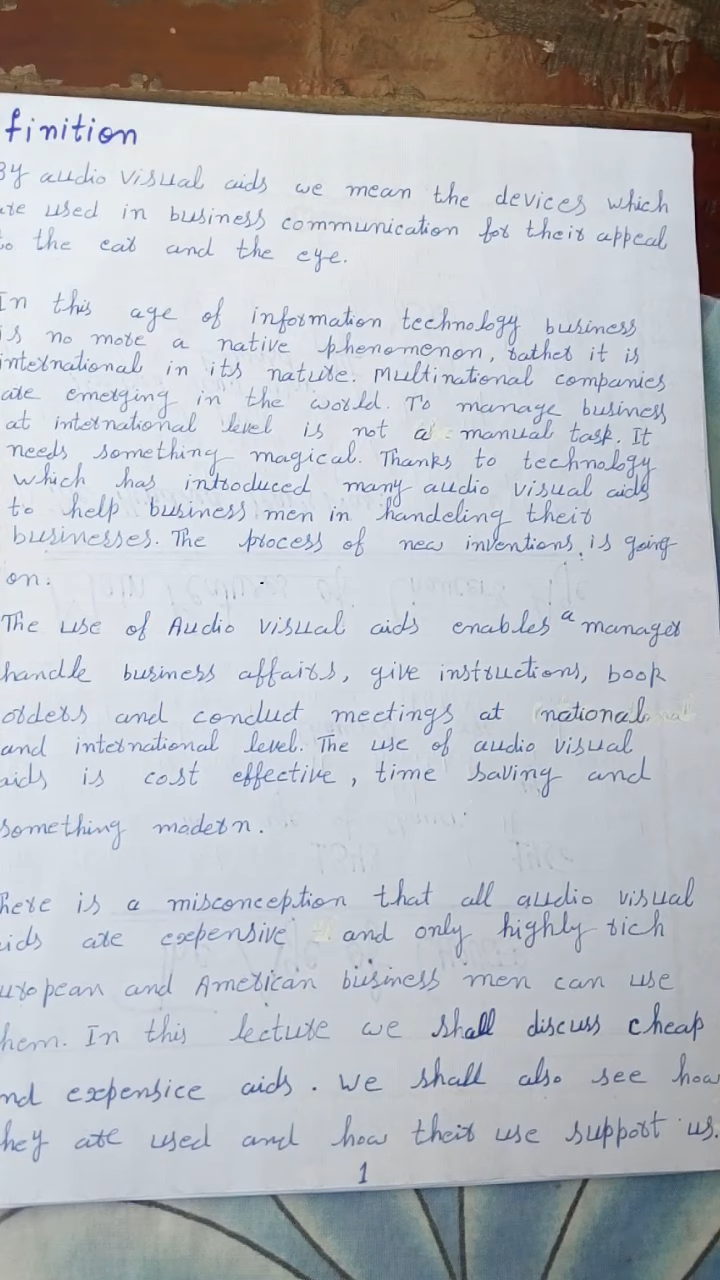 finition
By audio visual aids we mean the devices which
are used in business communication for their appeal
to the ear and the eye.
In this age of information technology business
is no more a native phenomenon, rather it is
international in its nature. Multinational companies
are emerging in the world. To manage business
at international level is not a manual task. It
needs something magical. Thanks to technology
which has introduced many audio visual aids
to help business men in handeling their
businesses. The process of new inventions is going
on.
The use of Audio visual aids enables a manager
handle business affairs, give instructions, book
orders and conduct meetings at national
and international level. The use of audio visual
aids is cost effective, time saving and
something modern.
here is a misconception that all audio visual
ids are expensive and only highly rich
uropean and American business men can use
hem. In this lecture we shall discuss cheap
nd expensice aids. We shall also see how
hey are used and how their use support us.
1